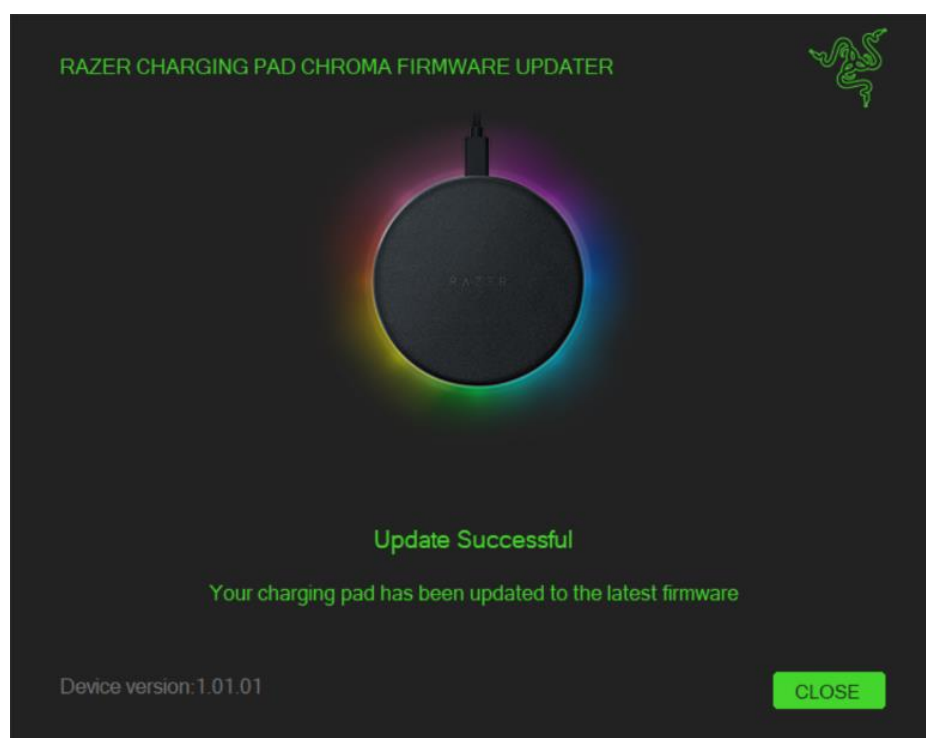 RAZER CHARGING PAD CHROMA FIRMWARE UPDATER
RAZER
Update Successful
Your charging pad has been updated to the latest firmware
Device version:1.01.01
CLOSE